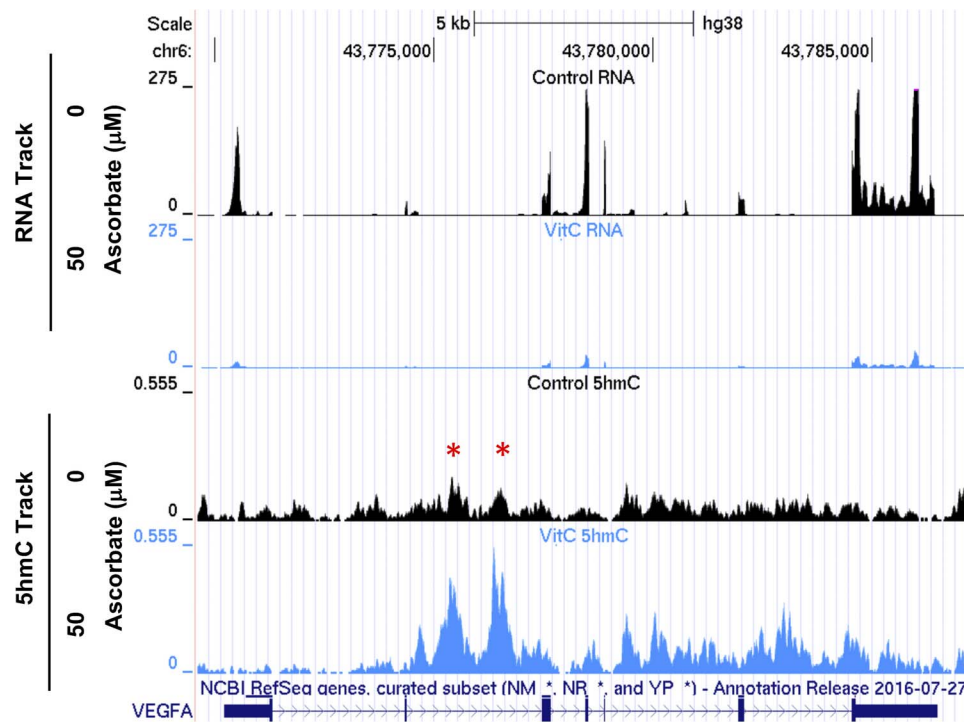 Scale 5 kb hg38
chr6: 43,775,000 43,780,000 43,785,000
Control RNA
275
0
VitC RNA
275
0
RNA Track
Ascorbate (µM)
0
50
Control 5hmC
0.555
* *
0
VitC 5hmC
0.555
0
5hmC Track
Ascorbate (µM)
0
50
NCBI RefSeq genes, curated subset (NM_*, NR_*, and YP_*) - Annotation Release 2016-07-27
VEGFA